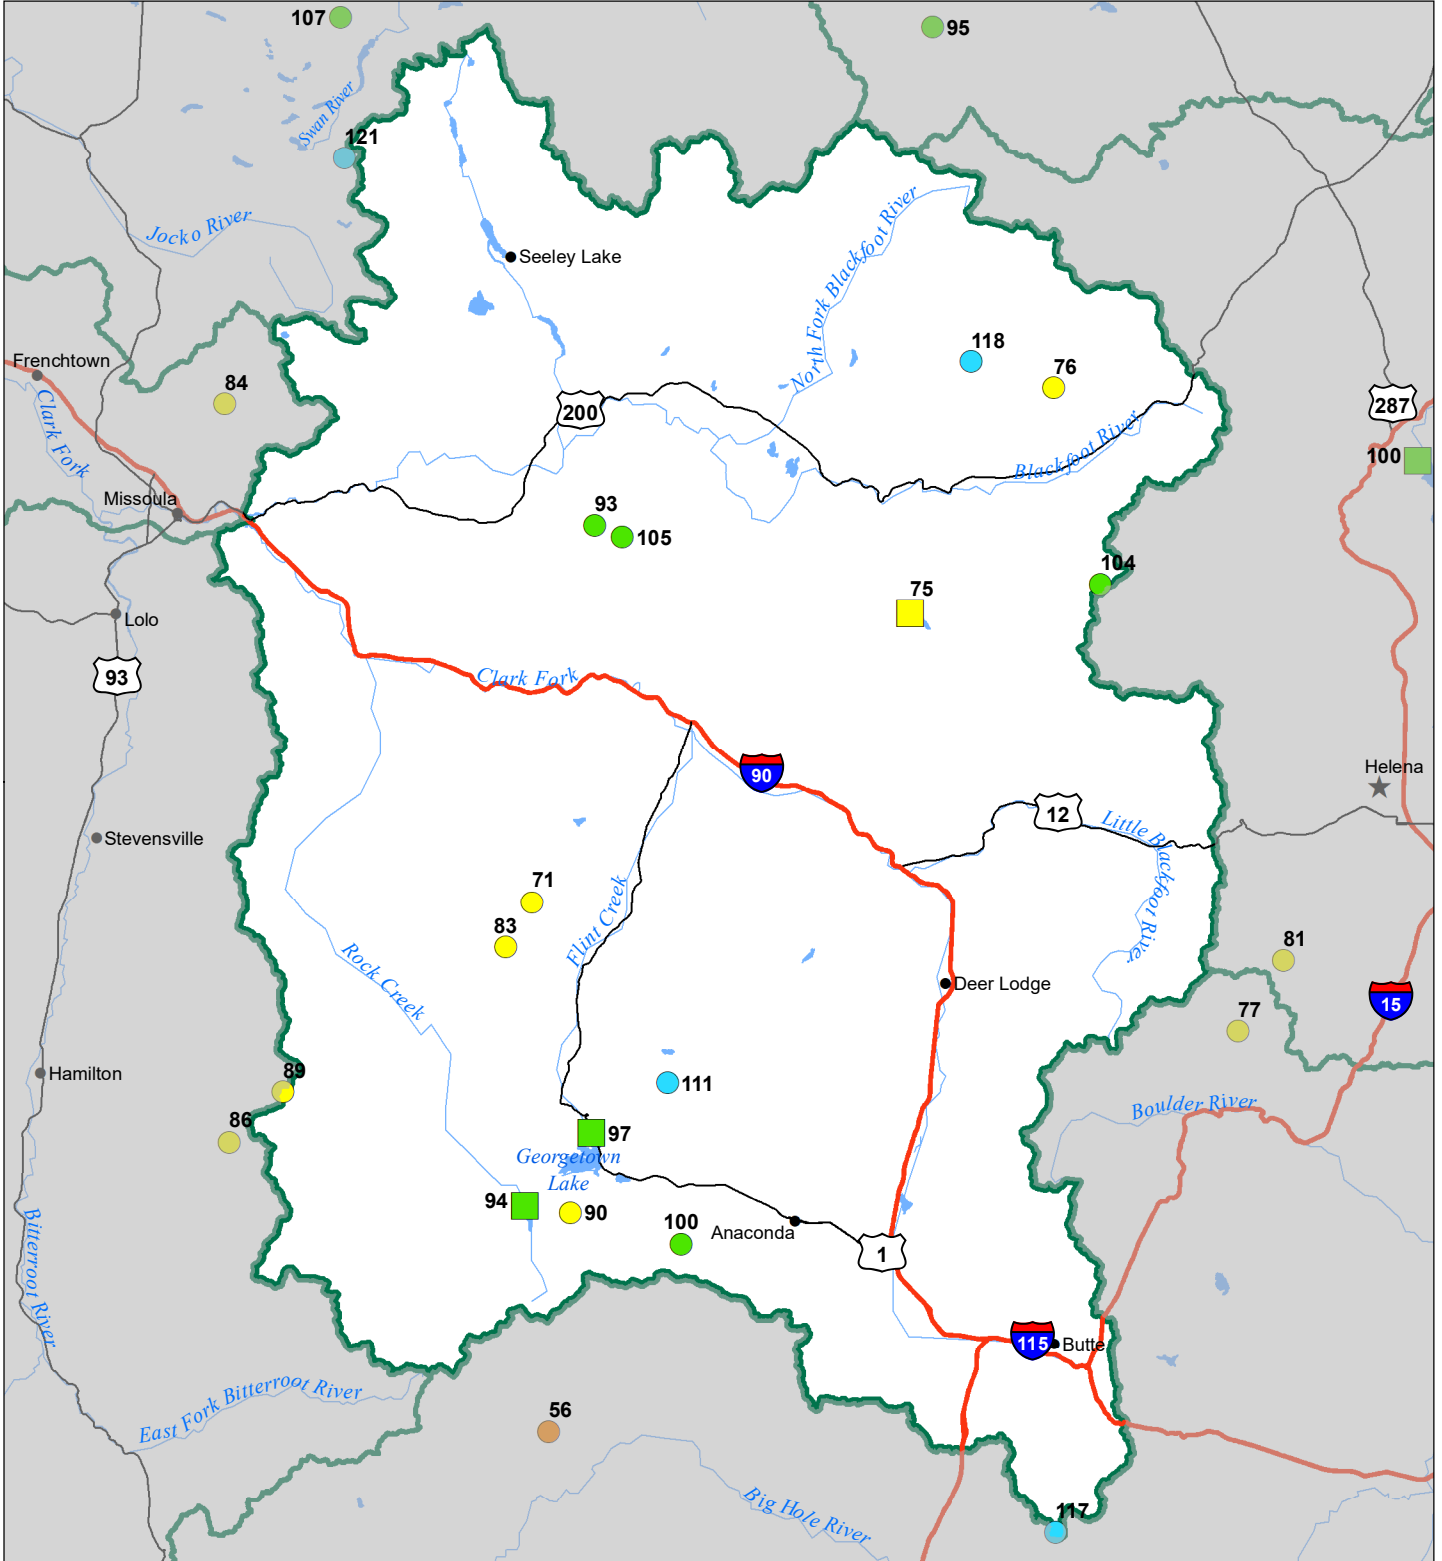 107
95
Swan River
121
Jocko River
North Fork Blackfoot River
Seeley Lake
118
76
Frenchtown
84
Clark Fork
200
287
Blackfoot River
100
Missoula
93
105
104
75
Lolo
93
Clark Fork
90
Helena
12
Little Blackfoot River
Stevensville
71
Flint Creek
83
81
Rock Creek
Deer Lodge
15
77
Hamilton
89
111
Boulder River
86
97
Georgetown
Lake
94
90
100
Anaconda
1
Bitterroot River
115
Butte
East Fork Bitterroot River
56
Big Hole River
117